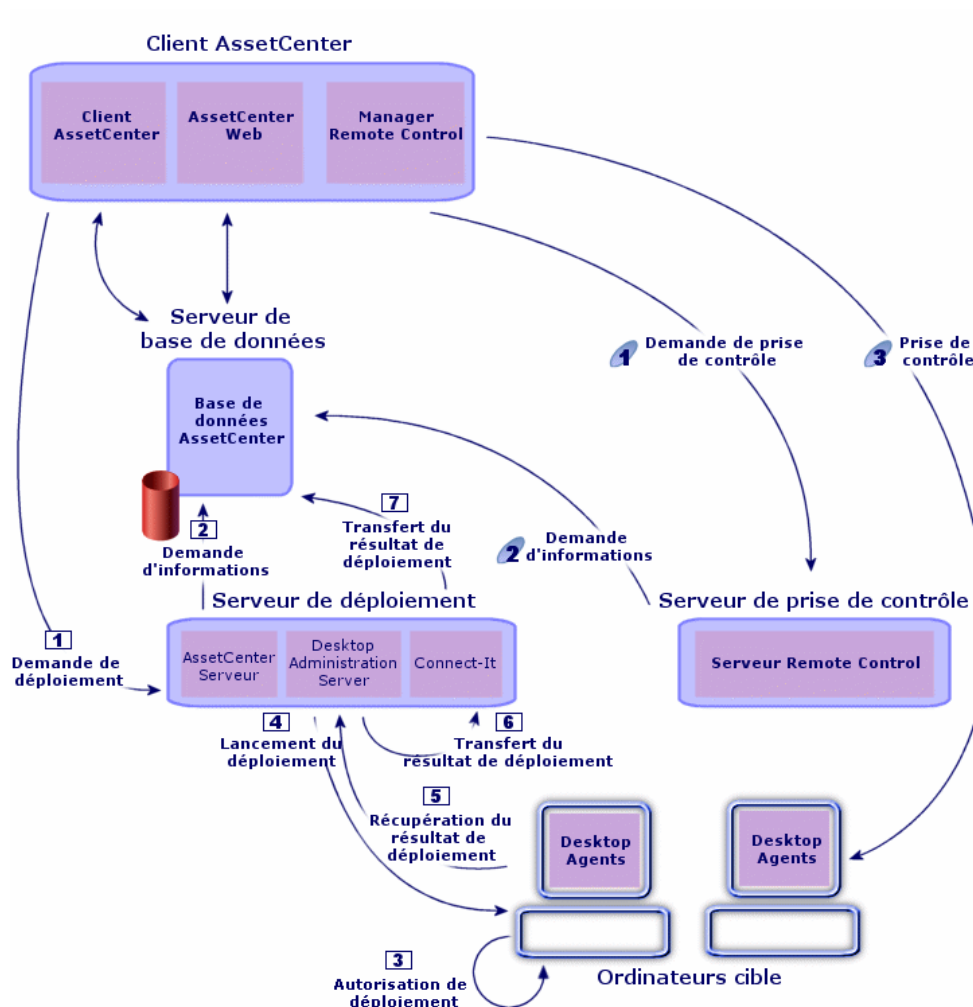 Client AssetCenter
Client
AssetCenter
AssetCenter
Web
Manager
Remote Control
Serveur de
base de données
1
Demande de prise
de contrôle
3
Prise de
contrôle
Base de
données
AssetCenter
7
Transfert du
résultat de
déploiement
2
Demande
d'informations
2
Demande
d'informations
Serveur de déploiement
Serveur de prise de contrôle
1
Demande de
déploiement
AssetCenter
Serveur
Desktop
Administration
Server
Connect-It
Serveur Remote Control
4
Lancement du
déploiement
6
Transfert du
résultat de déploiement
5
Récupération du
résultat de
déploiement
Desktop
Agents
Desktop
Agents
3
Autorisation de
déploiement
Ordinateurs cible